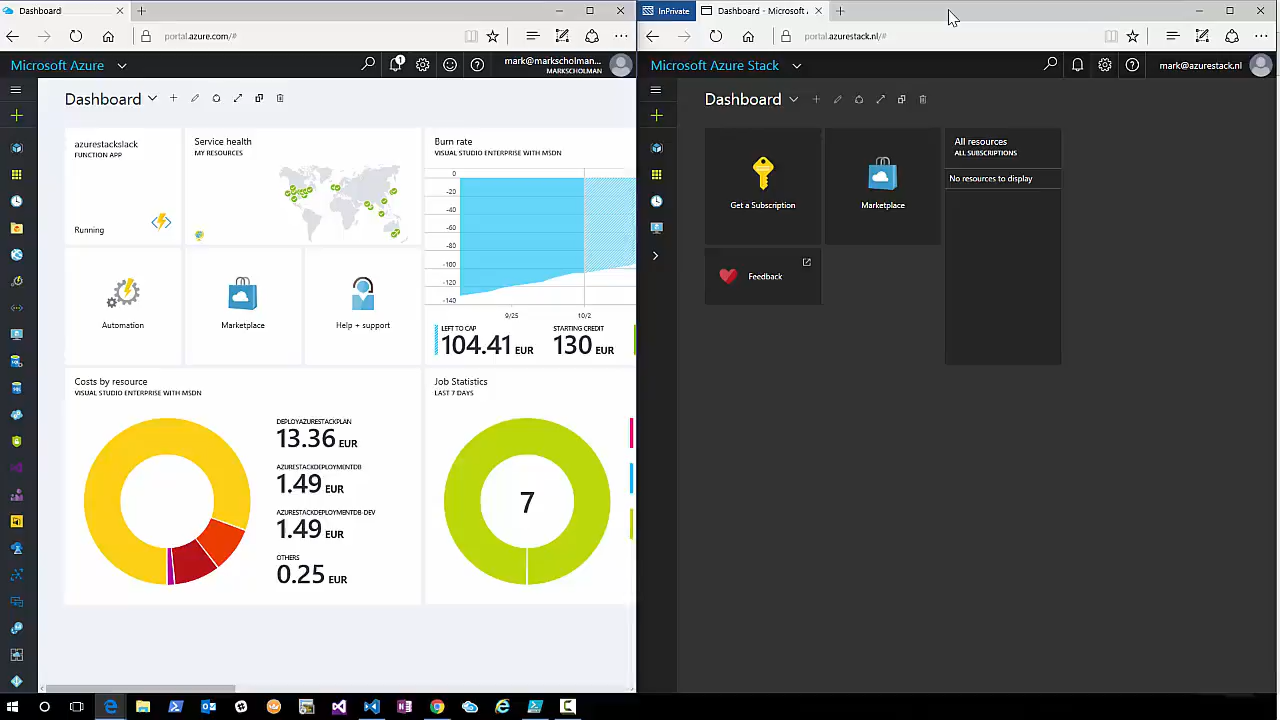 Dashboard
portal.azure.com/#
Microsoft Azure
1
mark@markscholman...
MARKSCHOLMAN
Dashboard
azurestackslack
FUNCTION APP
Running
Service health
MY RESOURCES
Burn rate
VISUAL STUDIO ENTERPRISE WITH MSDN
0
-20
-40
-60
-80
-100
-120
-140
9/25
10/2
LEFT TO CAP
104.41 EUR
STARTING CREDIT
130 EUR
Automation
Marketplace
Help + support
Costs by resource
VISUAL STUDIO ENTERPRISE WITH MSDN
DEPLOYAZURESTACKPLAN
13.36 EUR
AZURESTACKDEPLOYMENTDB
1.49 EUR
AZURESTACKDEPLOYMENTDB-DEV
1.49 EUR
OTHERS
0.25 EUR
Job Statistics
LAST 7 DAYS
7
InPrivate
Dashboard - Microsoft
portal.azurestack.nl/#
Microsoft Azure Stack
mark@azurestack.nl
Dashboard
Get a Subscription
Marketplace
All resources
ALL SUBSCRIPTIONS
No resources to display
Feedback